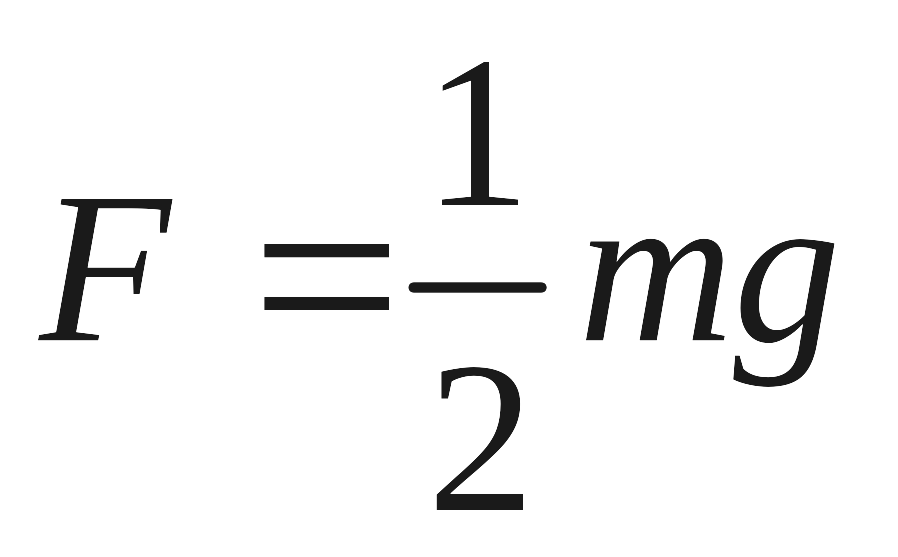 F = 1/2 mg